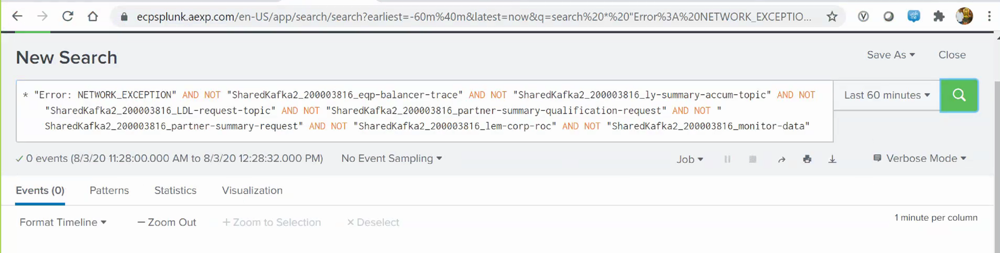 ecpsplunk.aexp.com/en-US/app/search/search?earliest=-60m%40m&latest=now&q=search%20*%20"Error%3A%20NETWORK_EXCEPTIO...
walk me
New Search
Save As
Close
* "Error: NETWORK_EXCEPTION" AND NOT "SharedKafka2_200003816_eqp-balancer-trace" AND NOT "SharedKafka2_200003816_ly-summary-accum-topic" AND NOT
"SharedKafka2_200003816_LDL-request-topic" AND NOT "SharedKafka2_200003816_partner-summary-qualification-request" AND NOT "
SharedKafka2_200003816_partner-summary-request" AND NOT "SharedKafka2_200003816_lem-corp-roc" AND NOT "SharedKafka2_200003816_monitor-data"
Last 60 minutes
0 events (8/3/20 11:28:00.000 AM to 8/3/20 12:28:32.000 PM)
No Event Sampling
Job
Verbose Mode
Events (0)
Patterns
Statistics
Visualization
Format Timeline
— Zoom Out
+ Zoom to Selection
× Deselect
1 minute per column